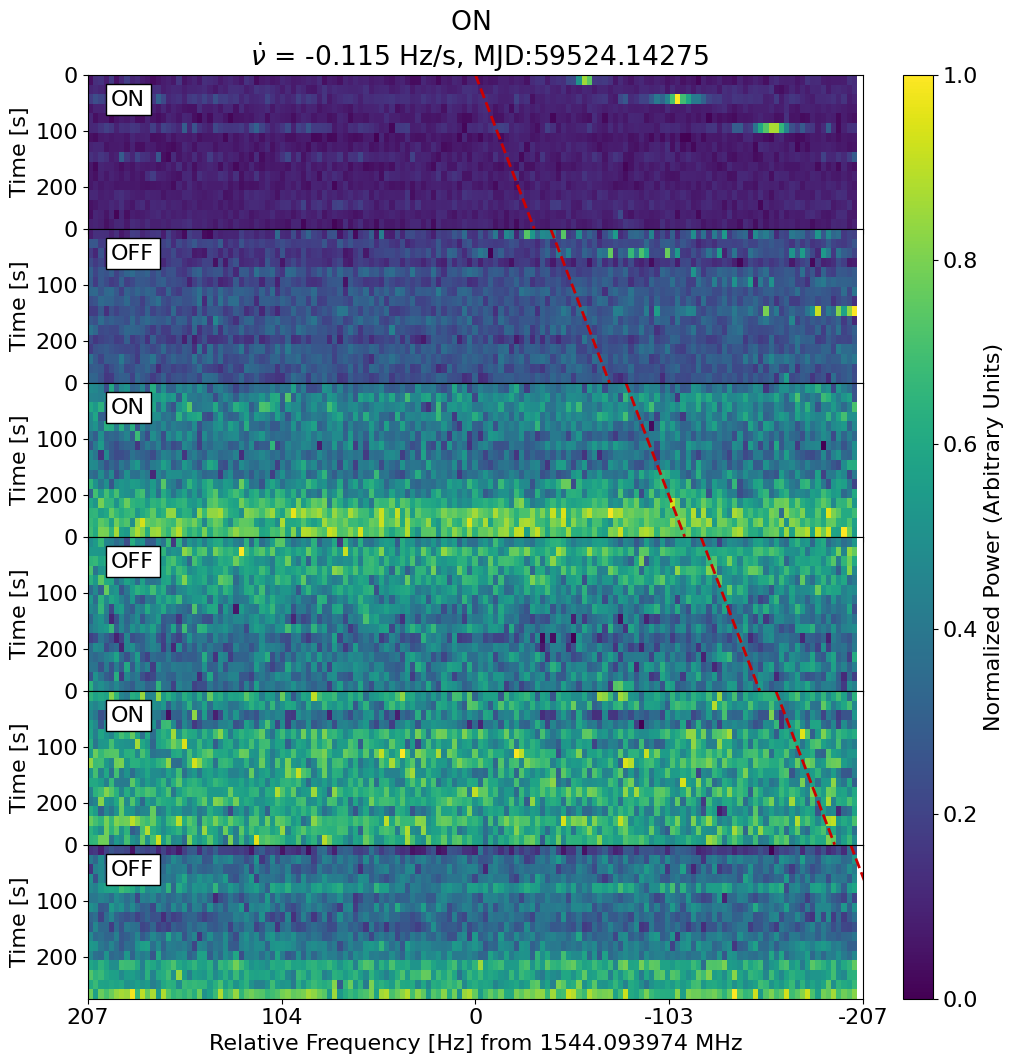 ON
ν̇ = -0.115 Hz/s, MJD:59524.14275
0
ON
100
Time [s]
200
0
OFF
100
Time [s]
200
0
ON
100
Time [s]
200
0
OFF
100
Time [s]
200
0
ON
100
Time [s]
200
0
OFF
100
Time [s]
200
207 104 0 -103 -207
Relative Frequency [Hz] from 1544.093974 MHz
1.0
0.8
0.6
0.4
0.2
0.0
Normalized Power (Arbitrary Units)